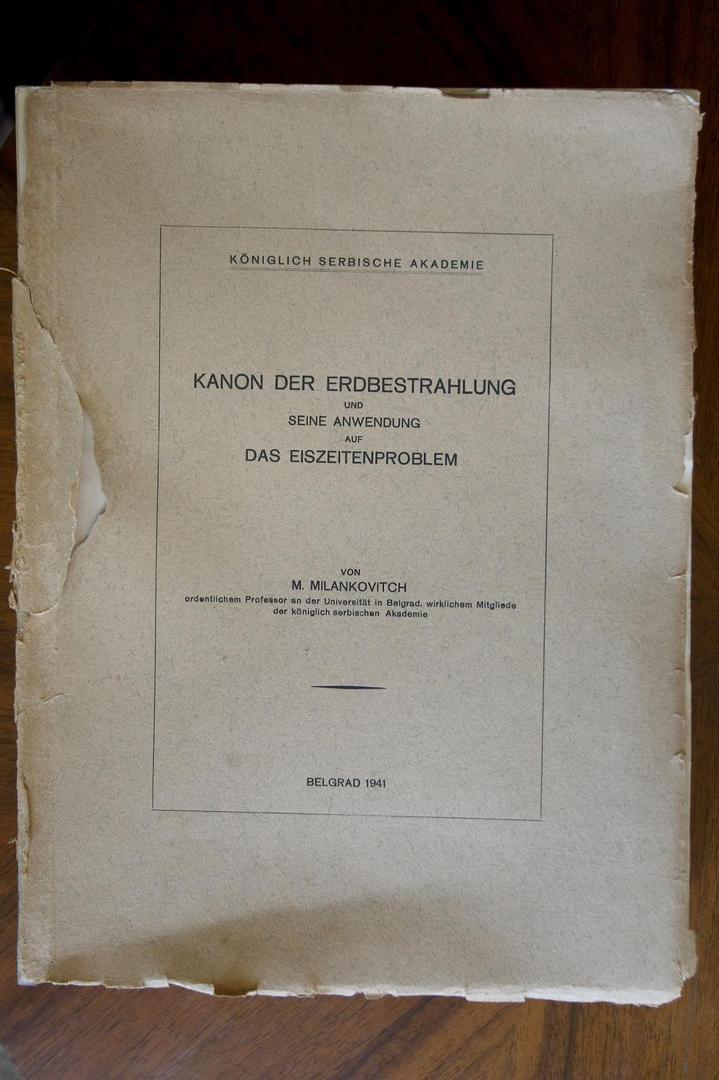 KÖNIGLICH SERBISCHE AKADEMIE
KANON DER ERDBESTRAHLUNG
UND
SEINE ANWENDUNG
AUF
DAS EISZEITENPROBLEM
VON
M. MILANKOVITCH
ordentlichem Professor an der Universität in Belgrad, wirklichem Mitgliede
der königlich serbischen Akademie
BELGRAD 1941